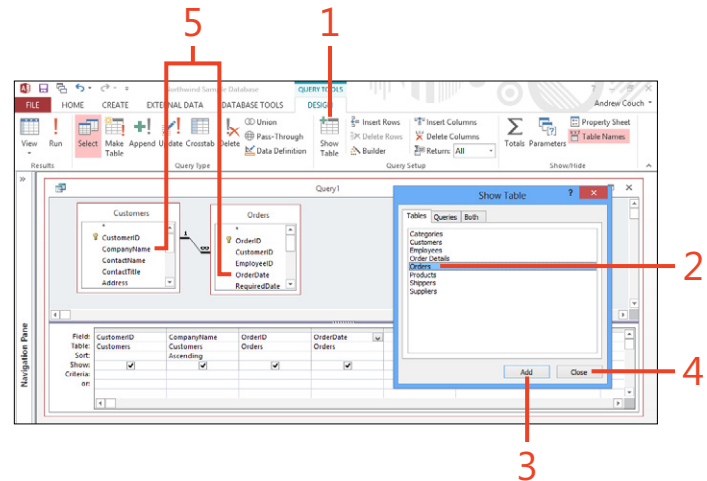 5
1
Northwind Sample Database
QUERY TOOLS
?
FILE
HOME
CREATE
EXTERNAL DATA
DATABASE TOOLS
DESIGN
Andrew Couch
View
Run
Select
Make Table
Append
Update
Crosstab
Delete
Union
Pass-Through
Data Definition
Show Table
Insert Rows
Delete Rows
Builder
Insert Columns
Delete Columns
Return: All
Totals
Parameters
Property Sheet
Table Names
Results
Query Type
Query Setup
Show/Hide
»
Query1
Customers
*
CustomerID
CompanyName
ContactName
ContactTitle
Address
1
∞
Orders
*
OrderID
CustomerID
EmployeeID
OrderDate
RequiredDate
Show Table
?
Tables
Queries
Both
Categories
Customers
Employees
Order Details
Orders
Products
Shippers
Suppliers
2
Add
Close
4
3
Navigation Pane
Field: CustomerID CompanyName OrderID OrderDate
Table: Customers Customers Orders Orders
Sort: Ascending
Show:
Criteria:
or: